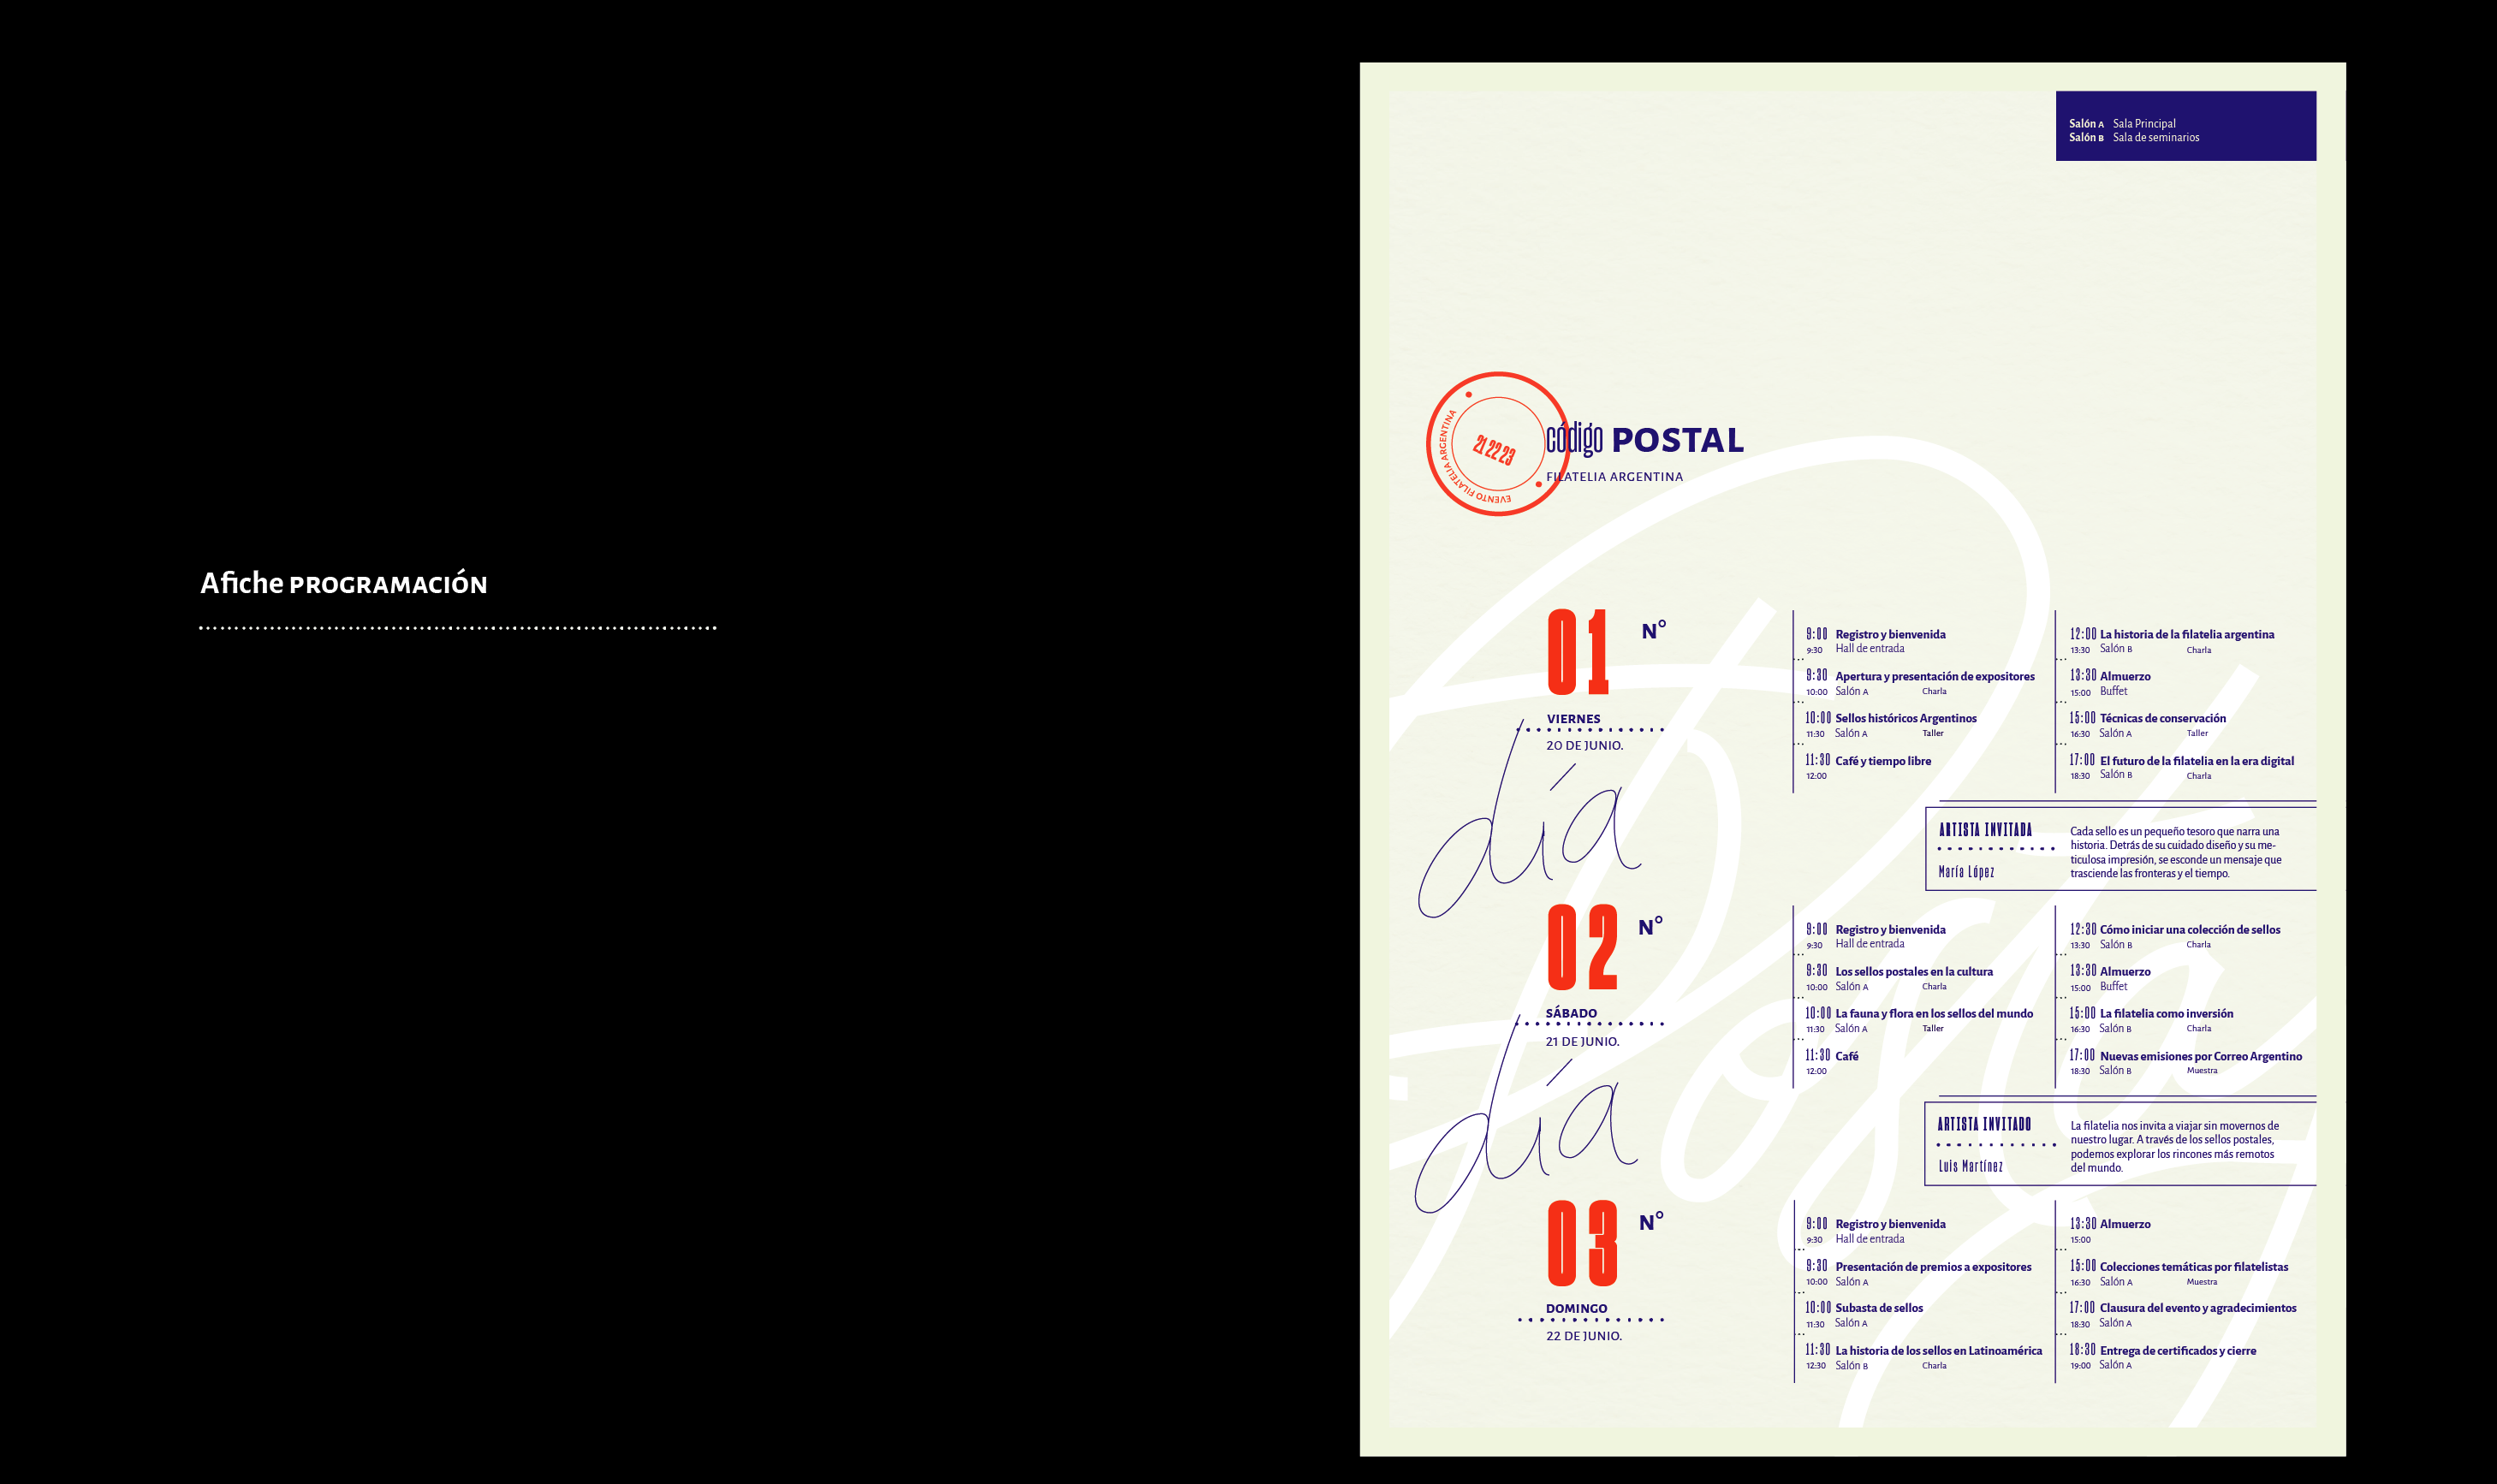 Afiche PROGRAMACIÓN
Salón A Sala Principal
Salón B Sala de seminarios
EVENTO FILATELIA ARGENTINA
21 22 23
código POSTAL
FILATELIA ARGENTINA
01 N°
VIERNES
20 DE JUNIO.
día
9:00 Registro y bienvenida
9:30 Hall de entrada
9:30 Apertura y presentación de expositores
10:00 Salón A Charla
10:00 Sellos históricos Argentinos
11:30 Salón A Taller
11:30 Café y tiempo libre
12:00
12:00 La historia de la filatelia argentina
13:30 Salón B Charla
13:30 Almuerzo
15:00 Buffet
15:00 Técnicas de conservación
16:30 Salón A Taller
17:00 El futuro de la filatelia en la era digital
18:30 Salón B Charla
ARTISTA INVITADA
María López
Cada sello es un pequeño tesoro que narra una
historia. Detrás de su cuidado diseño y su me-
ticulosa impresión, se esconde un mensaje que
trasciende las fronteras y el tiempo.
02 N°
SÁBADO
21 DE JUNIO.
día
9:00 Registro y bienvenida
9:30 Hall de entrada
9:30 Los sellos postales en la cultura
10:00 Salón A Charla
10:00 La fauna y flora en los sellos del mundo
11:30 Salón A Taller
11:30 Café
12:00
12:30 Cómo iniciar una colección de sellos
13:30 Salón B Charla
13:30 Almuerzo
15:00 Buffet
15:00 La filatelia como inversión
16:30 Salón B Charla
17:00 Nuevas emisiones por Correo Argentino
18:30 Salón B Muestra
ARTISTA INVITADO
Luis Martínez
La filatelia nos invita a viajar sin movernos de
nuestro lugar. A través de los sellos postales,
podemos explorar los rincones más remotos
del mundo.
03 N°
DOMINGO
22 DE JUNIO.
9:00 Registro y bienvenida
9:30 Hall de entrada
9:30 Presentación de premios a expositores
10:00 Salón A
10:00 Subasta de sellos
11:30 Salón A
11:30 La historia de los sellos en Latinoamérica
12:30 Salón B Charla
13:30 Almuerzo
15:00
15:00 Colecciones temáticas por filatelistas
16:30 Salón A Muestra
17:00 Clausura del evento y agradecimientos
18:30 Salón A
18:30 Entrega de certificados y cierre
19:00 Salón A
Postal